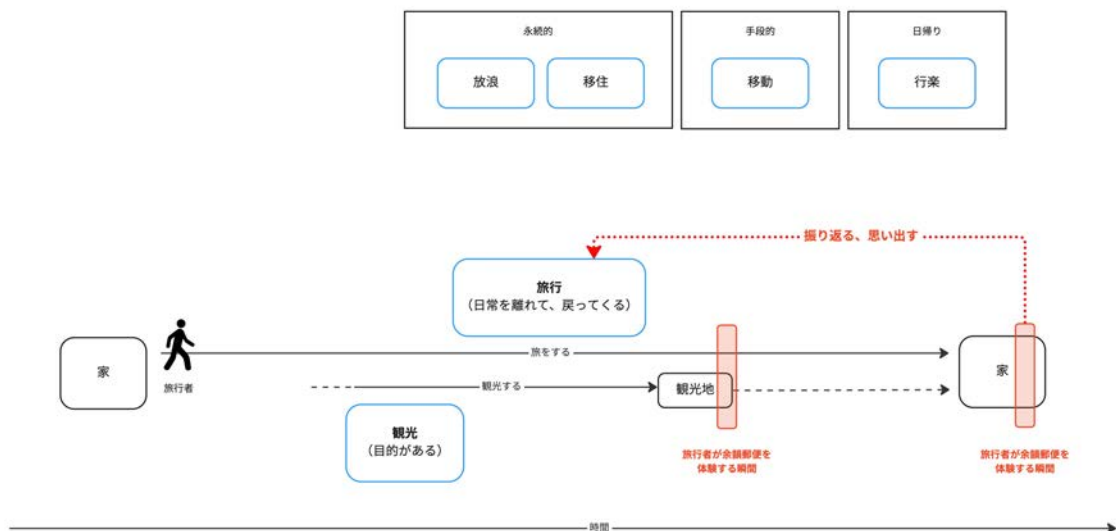 永続的
手段的
日帰り
放浪
移住
移動
行楽
振り返る、思い出す
旅行
（日常を離れて、戻ってくる）
家
旅行者
旅をする
家
観光する
観光地
観光
（目的がある）
旅行者が余韻郵便を
体験する瞬間
旅行者が余韻郵便を
体験する瞬間
時間